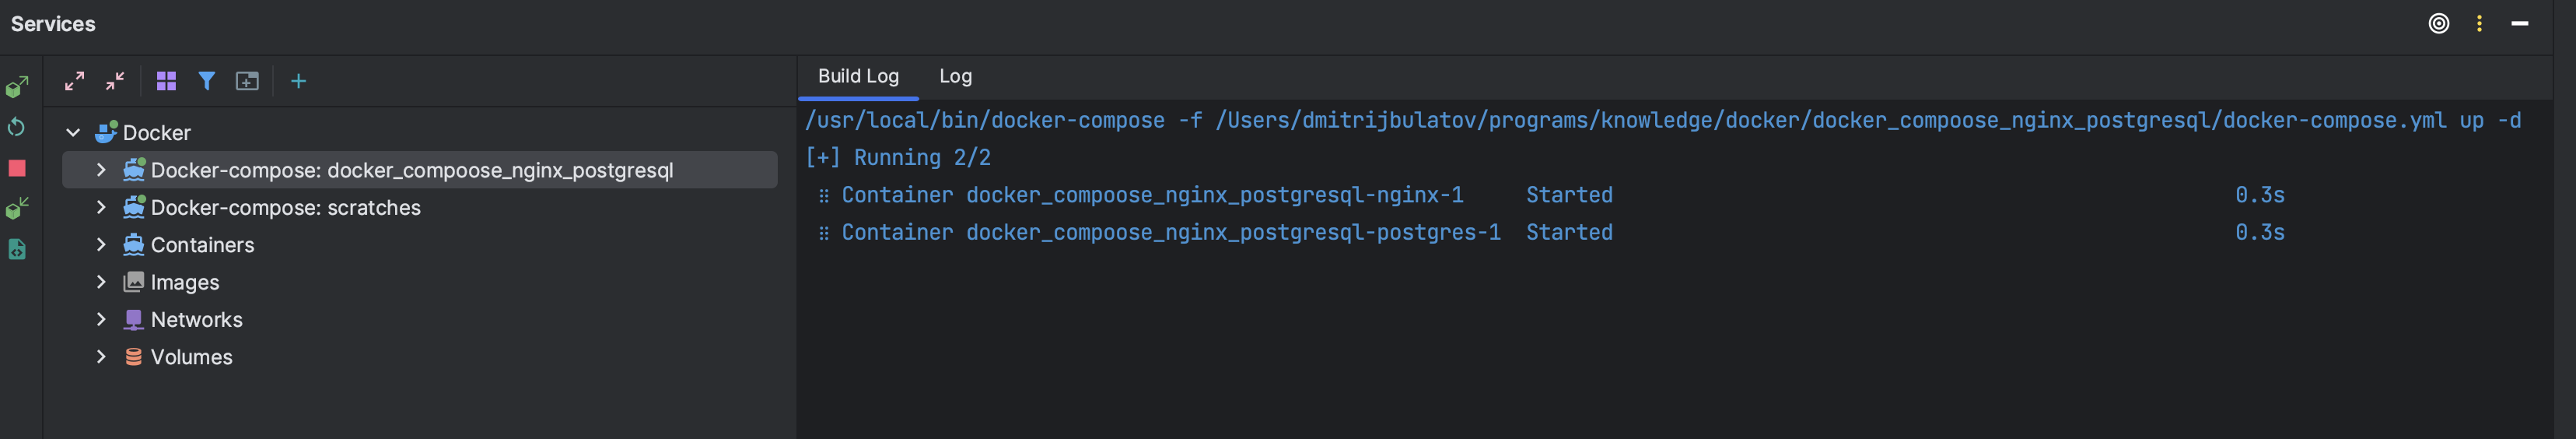 Services
Docker
Docker-compose: docker_compoose_nginx_postgresql
Docker-compose: scratches
Containers
Images
Networks
Volumes
Build Log Log
/usr/local/bin/docker-compose -f /Users/dmitrijbulatov/programs/knowledge/docker/docker_compoose_nginx_postgresql/docker-compose.yml up -d
[+] Running 2/2
⠿ Container docker_compoose_nginx_postgresql-nginx-1 Started 0.3s
⠿ Container docker_compoose_nginx_postgresql-postgres-1 Started 0.3s